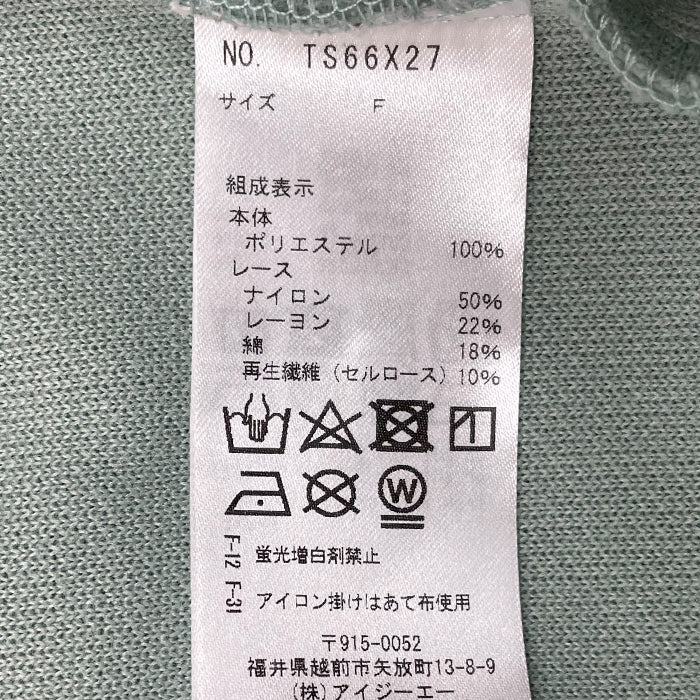 NO. TS66X27
サイズ F
組成表示
本体
ポリエステル 100%
レース
ナイロン 50%
レーヨン 22%
綿 18%
再生繊維（セルロース）10%
W
F-12 蛍光増白剤禁止
F-31 アイロン掛けはあて布使用
〒915-0052
福井県越前市矢放町13-8-9
(株)アイジーエー